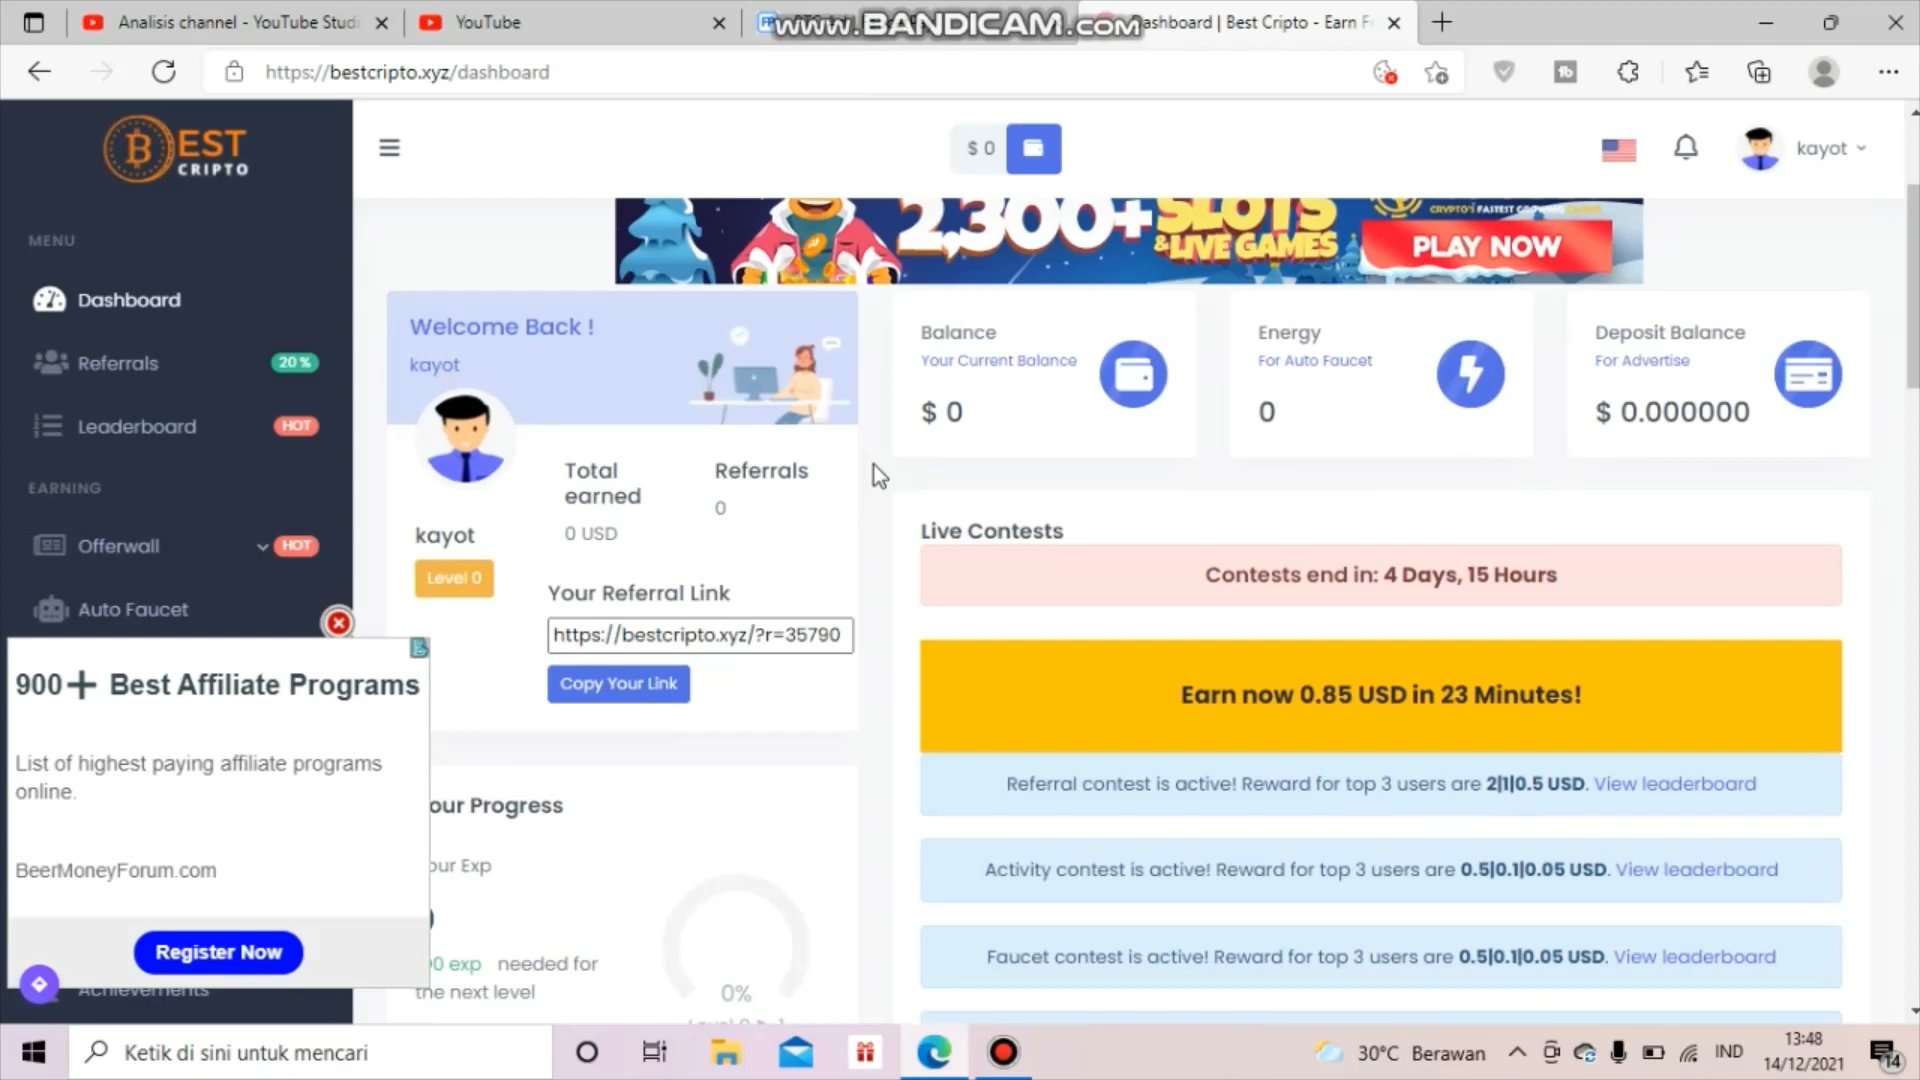 Analisis channel - YouTube Studi
YouTube
www.BANDICAM.com
Dashboard | Best Cripto - Earn F
https://bestcripto.xyz/dashboard
BEST
CRIPTO
$ 0
kayot
MENU
Dashboard
Referrals
20 %
Leaderboard
HOT
EARNING
Offerwall
HOT
Auto Faucet
Achievements
2,300+ SLOTS
& LIVE GAMES
PLAY NOW
Welcome Back !
kayot
kayot
Level 0
Total
earned
0 USD
Referrals
0
Your Referral Link
https://bestcripto.xyz/?r=35790
Copy Your Link
Balance
Your Current Balance
$ 0
Energy
For Auto Faucet
0
Deposit Balance
For Advertise
$ 0.000000
Live Contests
Contests end in: 4 Days, 15 Hours
Earn now 0.85 USD in 23 Minutes!
Referral contest is active! Reward for top 3 users are 2|1|0.5 USD. View leaderboard
Activity contest is active! Reward for top 3 users are 0.5|0.1|0.05 USD. View leaderboard
Faucet contest is active! Reward for top 3 users are 0.5|0.1|0.05 USD. View leaderboard
900+ Best Affiliate Programs
List of highest paying affiliate programs
online.
BeerMoneyForum.com
Register Now
our Progress
our Exp
0 exp needed for
the next level
0%
Ketik di sini untuk mencari
30°C Berawan
IND
13:48
14/12/2021
14